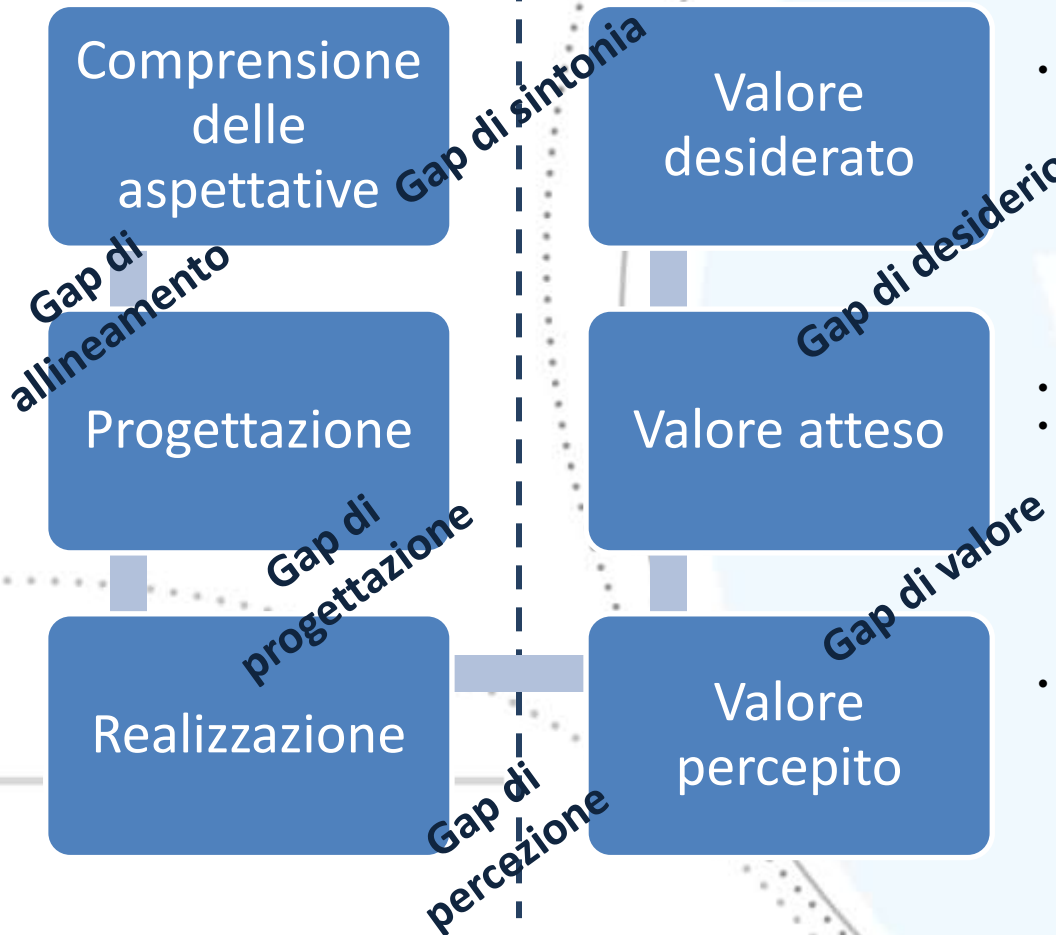 Comprensione
delle
aspettative
Gap di sintonia
Valore
desiderato
Gap di
allineamento
Gap di desiderio
Progettazione
Valore atteso
Gap di
progettazione
Gap di valore
Realizzazione
Valore
percepito
Gap di
percezione